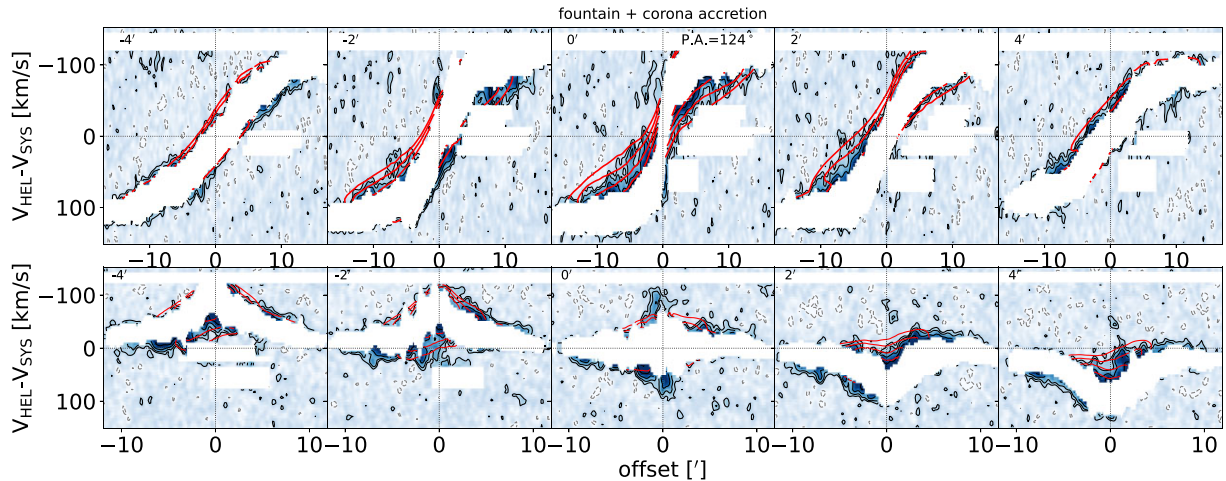 fountain + corona accretion
-4′ -2′ 0′ P.A.=124° 2′ 4′
V_HEL-V_SYS [km/s]
−100
0
100
−10 0 10 −10 0 10 −10 0 10 −10 0 10 −10 0 10
-4′ -2′ 0′ 2′ 4′
V_HEL-V_SYS [km/s]
−100
0
100
−10 0 10 −10 0 10 −10 0 10 −10 0 10 −10 0 10
offset [′]